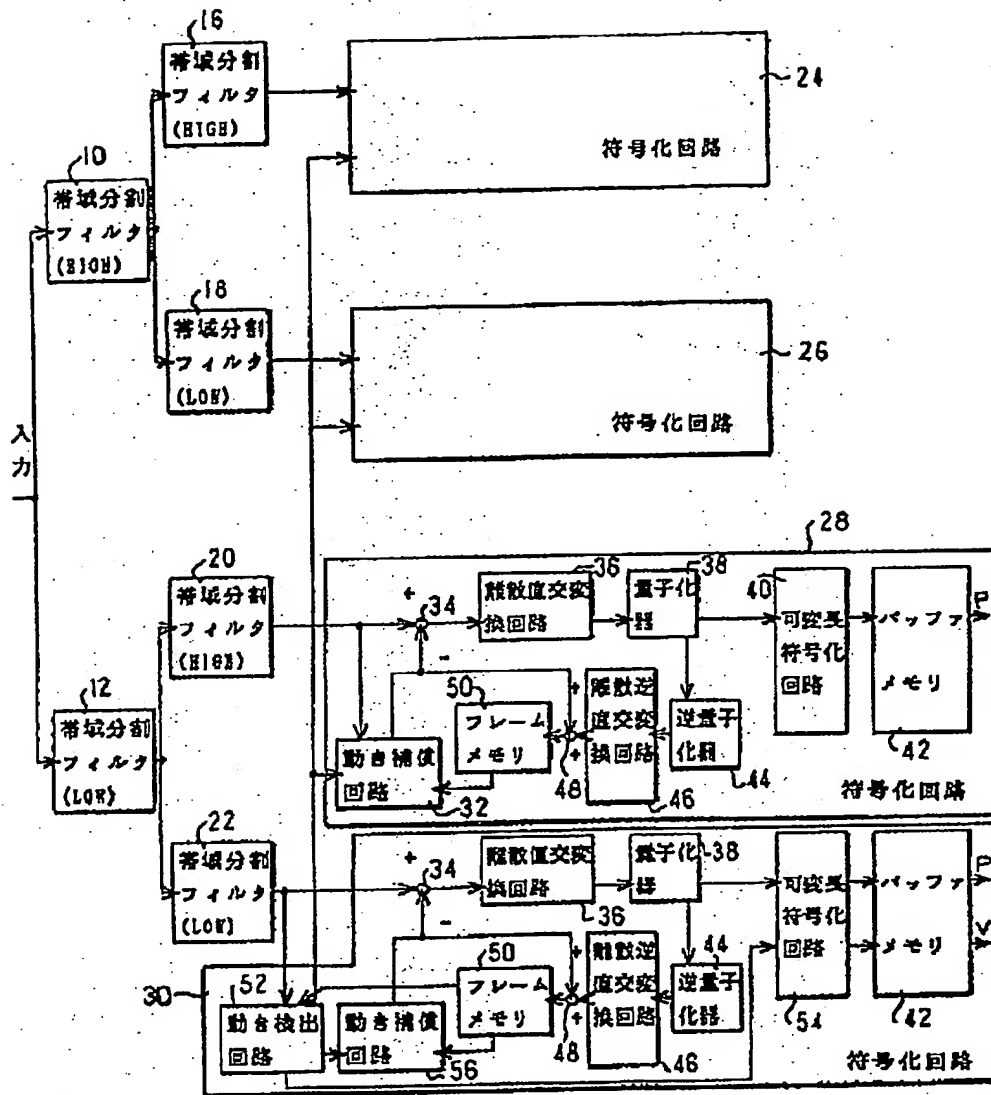 16
帯域分割
フィルタ
(HIGH)
24
符号化回路
10
帯域分割
フィルタ
(HIGH)
18
帯域分割
フィルタ
(LOW)
26
符号化回路
入
力
28
20
帯域分割
フィルタ
(HIGH)
+
34
-
36
離散直交変
換回路
38
量子化
器
40
可変長
符号化
回路
バッファ
メモリ
42
P
12
帯域分割
フィルタ
(LOW)
50
フレーム
メモリ
動き補償
回路
32
+
+
48
離散逆
直交変
換回路
46
逆量子
化器
44
符号化回路
22
帯域分割
フィルタ
(LOW)
+
34
-
離散直交変
換回路
36
量子化
器
38
可変長
符号化
回路
54
バッファ
メモリ
42
P
V
30
52
動き検出
回路
動き補償
回路
56
50
フレーム
メモリ
+
+
48
離散逆
直交変
換回路
46
44
逆量子
化器
符号化回路